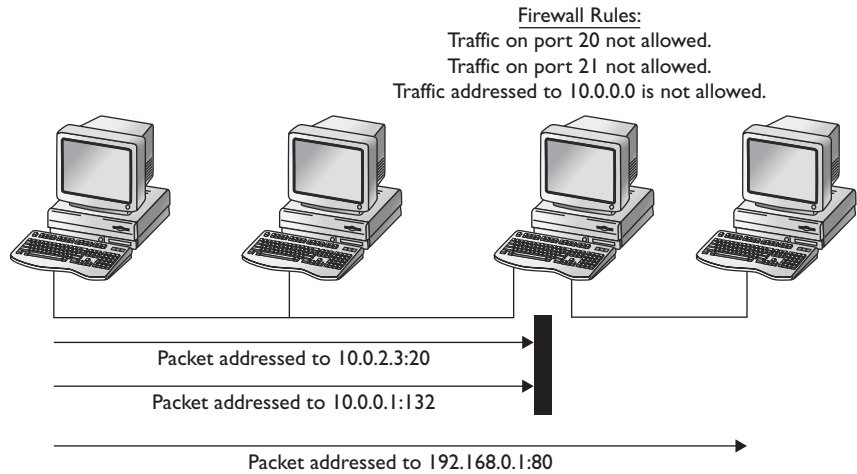 Firewall Rules:
Traffic on port 20 not allowed.
Traffic on port 21 not allowed.
Traffic addressed to 10.0.0.0 is not allowed.
Packet addressed to 10.0.2.3:20
Packet addressed to 10.0.0.1:132
Packet addressed to 192.168.0.1:80